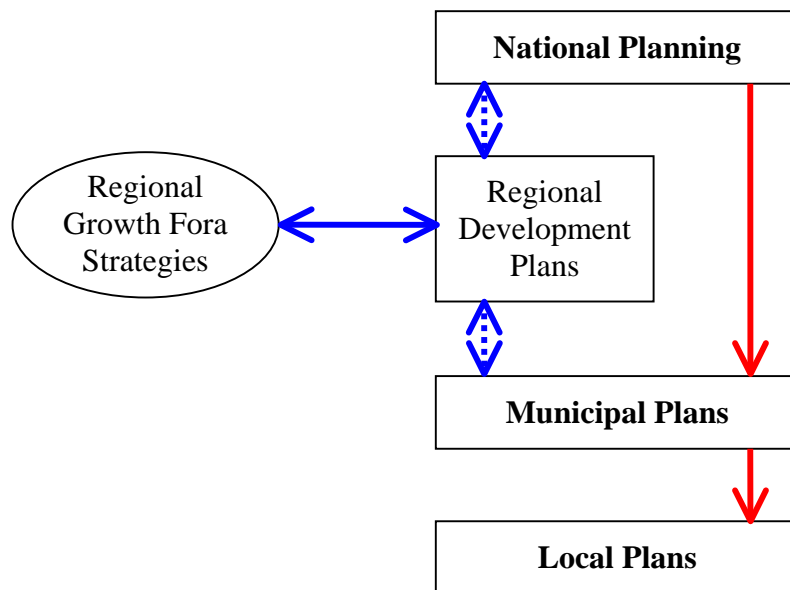 National Planning
Regional
Growth Fora
Strategies
Regional
Development
Plans
Municipal Plans
Local Plans